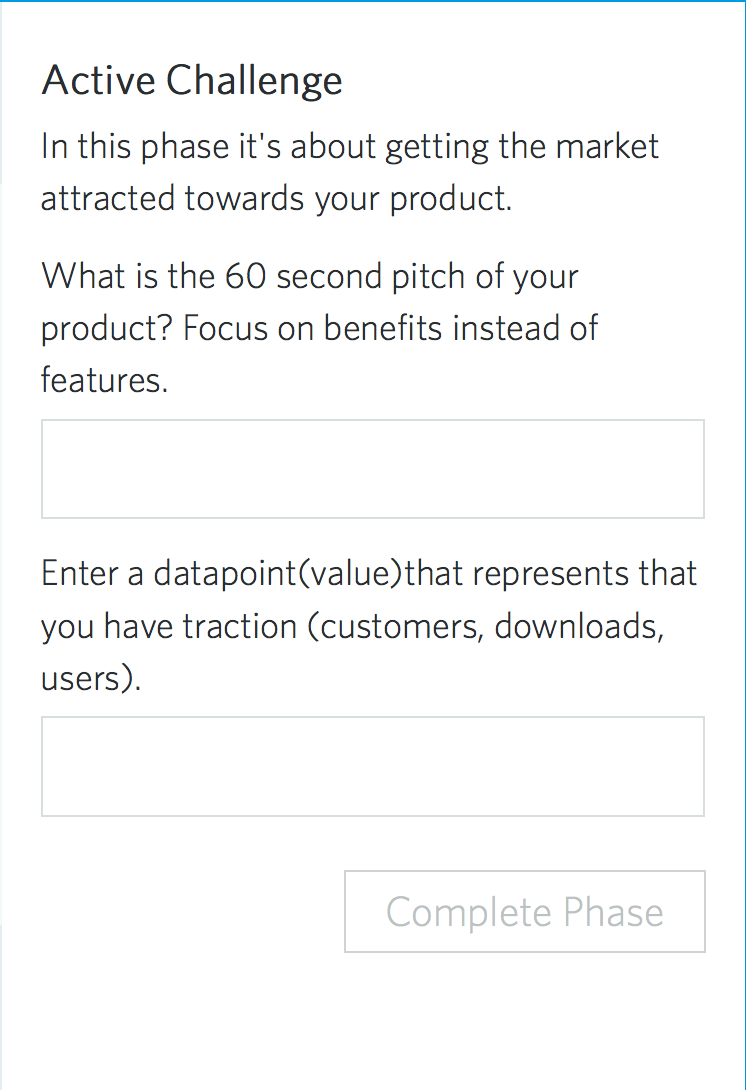 Active Challenge
In this phase it's about getting the market
attracted towards your product.
What is the 60 second pitch of your
product? Focus on benefits instead of
features.
Enter a datapoint(value)that represents that
you have traction (customers, downloads,
users).
Complete Phase